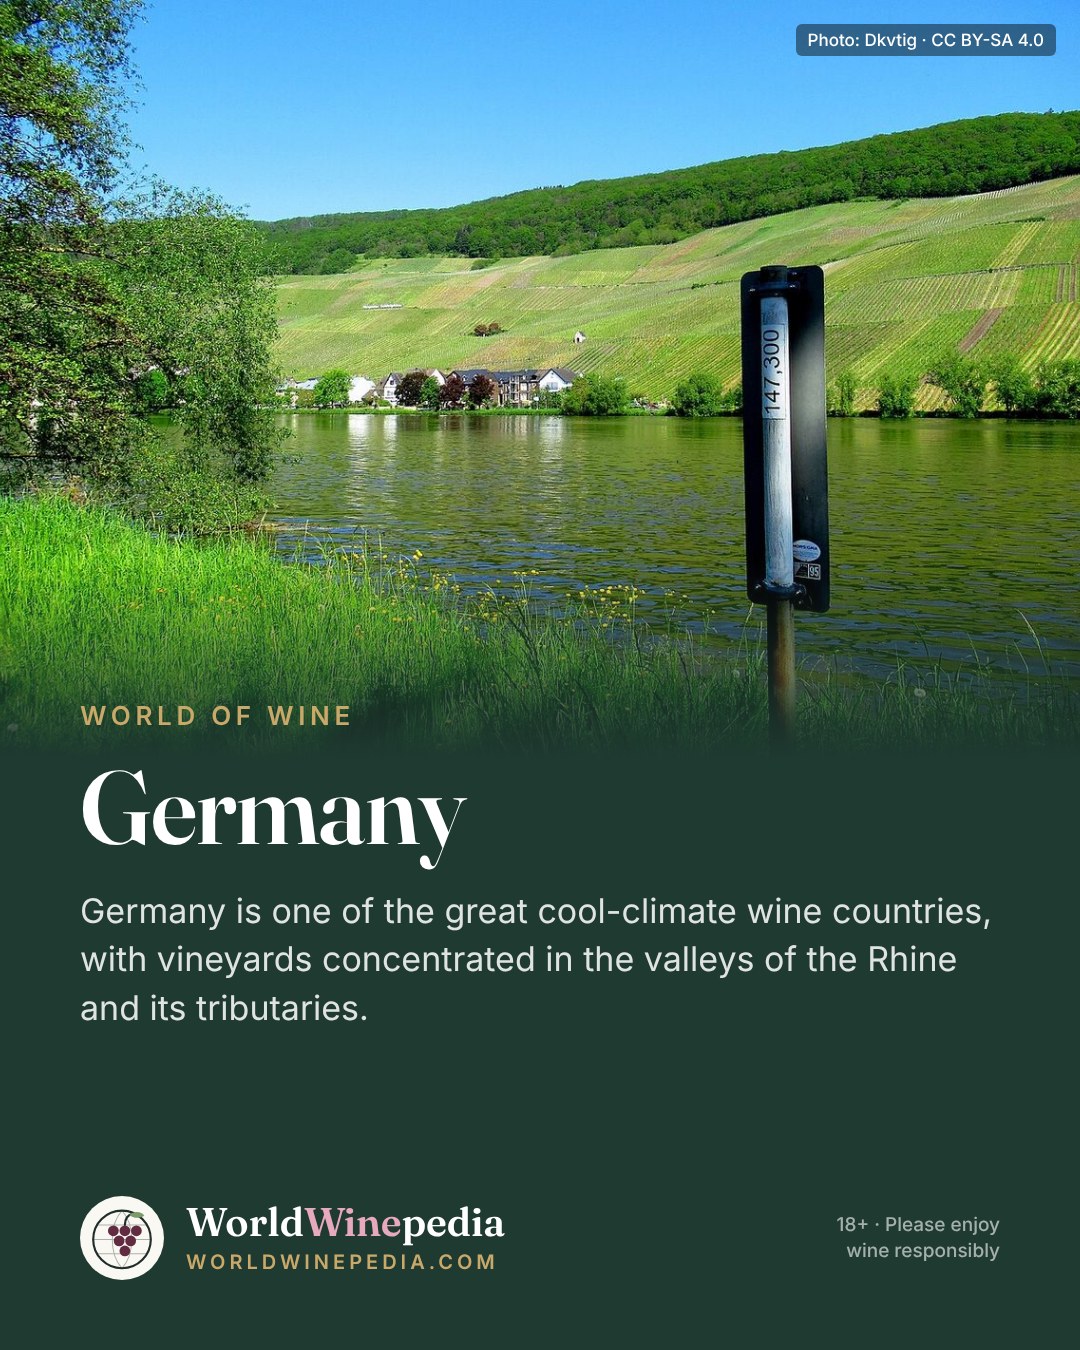 Photo: Dkvtig · CC BY-SA 4.0
147,300
95
WORLD OF WINE
Germany
Germany is one of the great cool-climate wine countries,
with vineyards concentrated in the valleys of the Rhine
and its tributaries.
WorldWinepedia
WORLDWINEPEDIA.COM
18+ · Please enjoy
wine responsibly